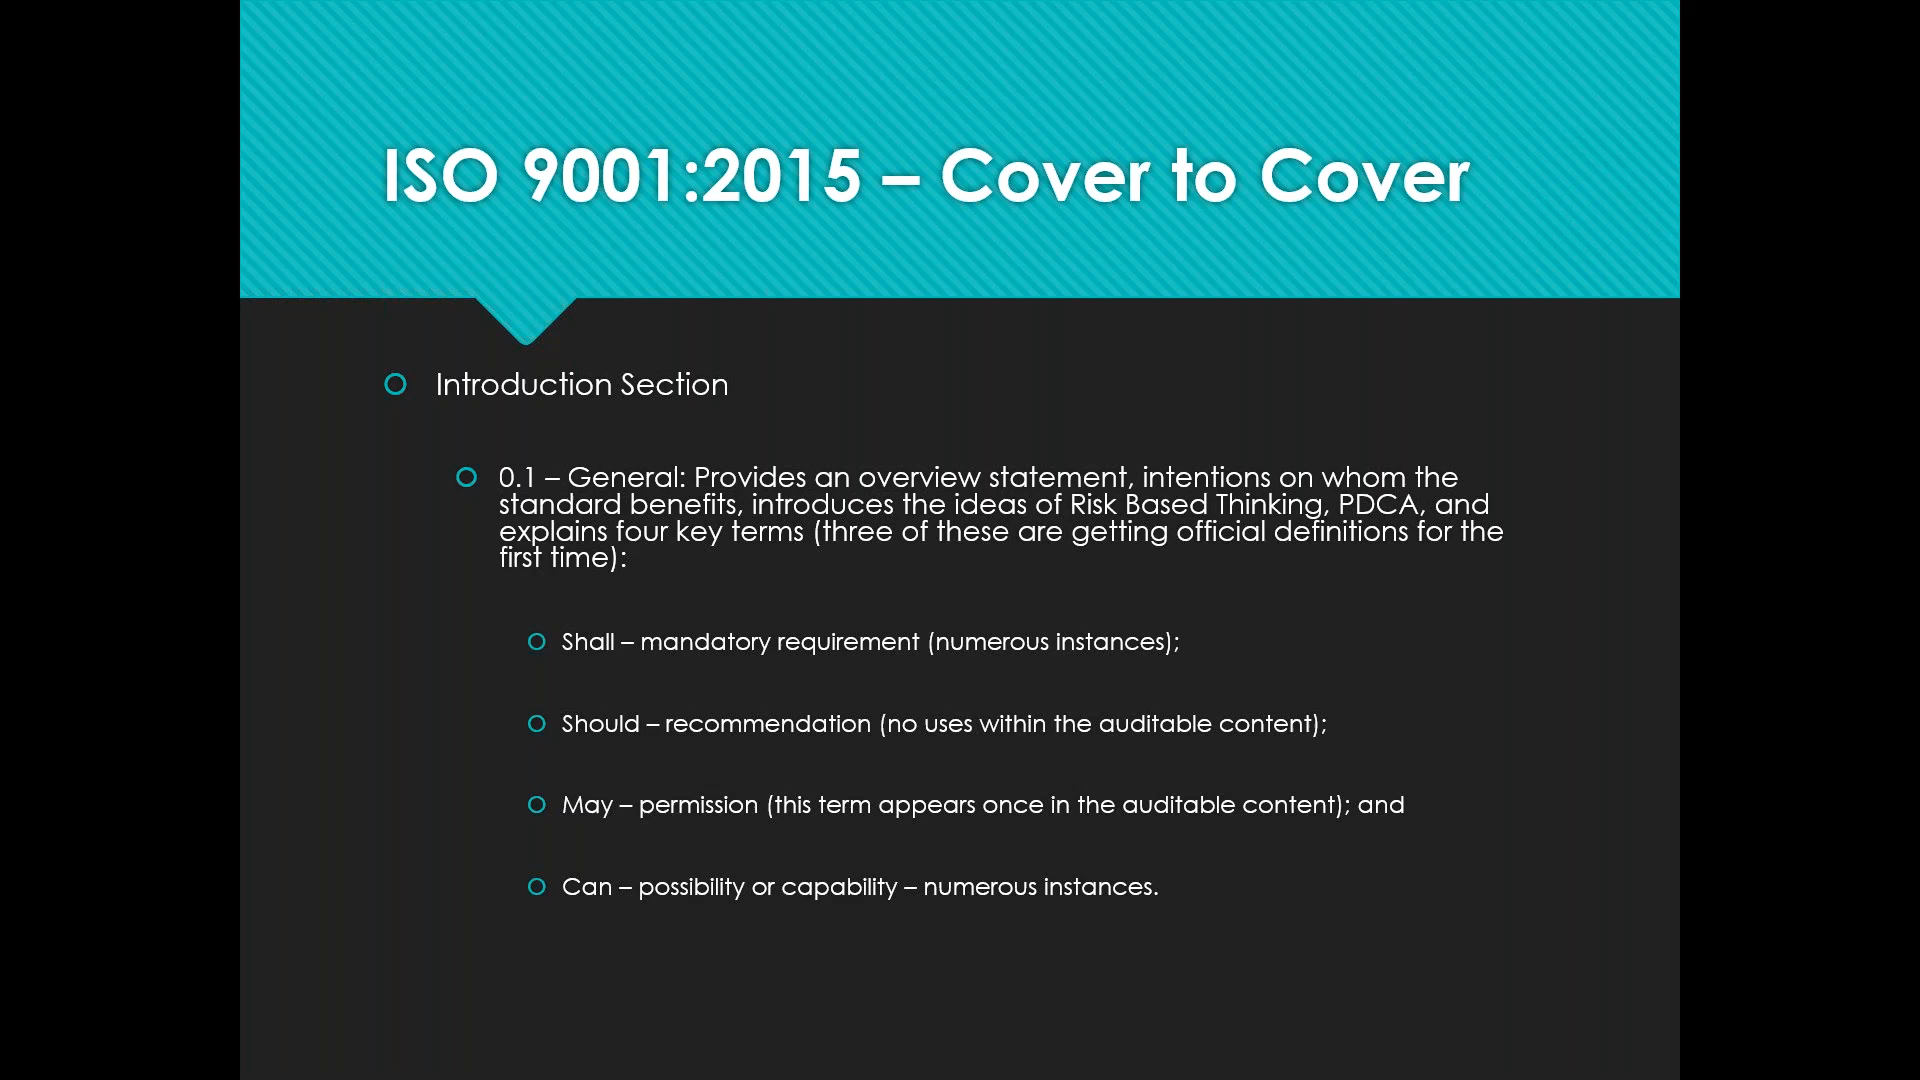 ISO 9001:2015 – Cover to Cover
Introduction Section
0.1 – General: Provides an overview statement, intentions on whom the
standard benefits, introduces the ideas of Risk Based Thinking, PDCA, and
explains four key terms (three of these are getting official definitions for the
first time):
Shall – mandatory requirement (numerous instances);
Should – recommendation (no uses within the auditable content);
May – permission (this term appears once in the auditable content); and
Can – possibility or capability – numerous instances.